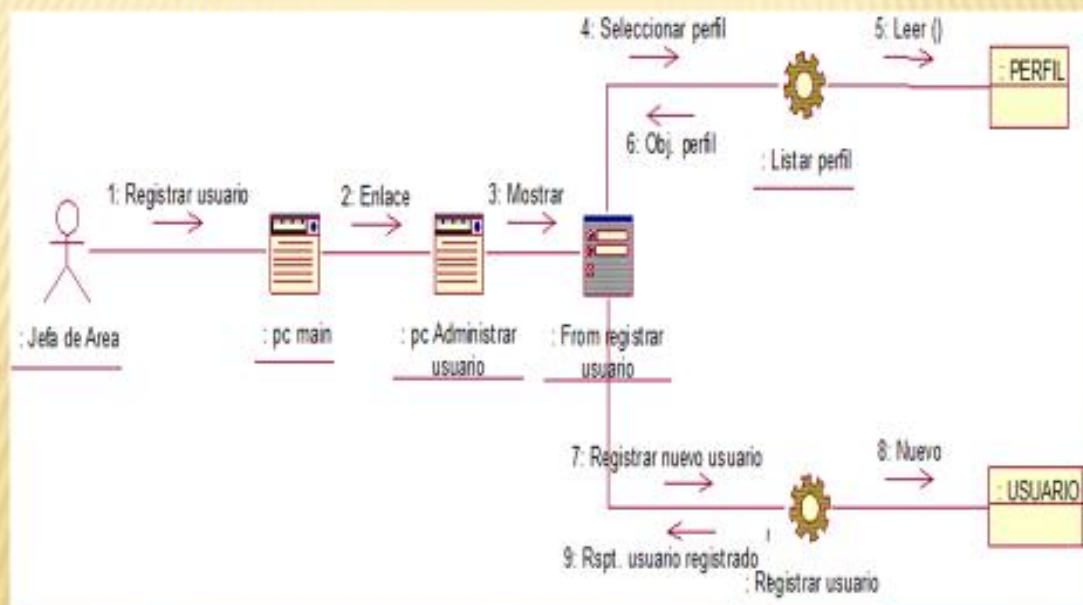 4: Seleccionar perfil
5: Leer ()
: PERFIL
6: Obj. perfil
: Listar perfil
1: Registrar usuario
2: Enlace
3: Mostrar
: Jefa de Area
: pc main
: pc Administrar
usuario
: From registrar
usuario
7: Registrar nuevo usuario
8: Nuevo
: USUARIO
9: Rspt. usuario registrado
: Registrar usuario